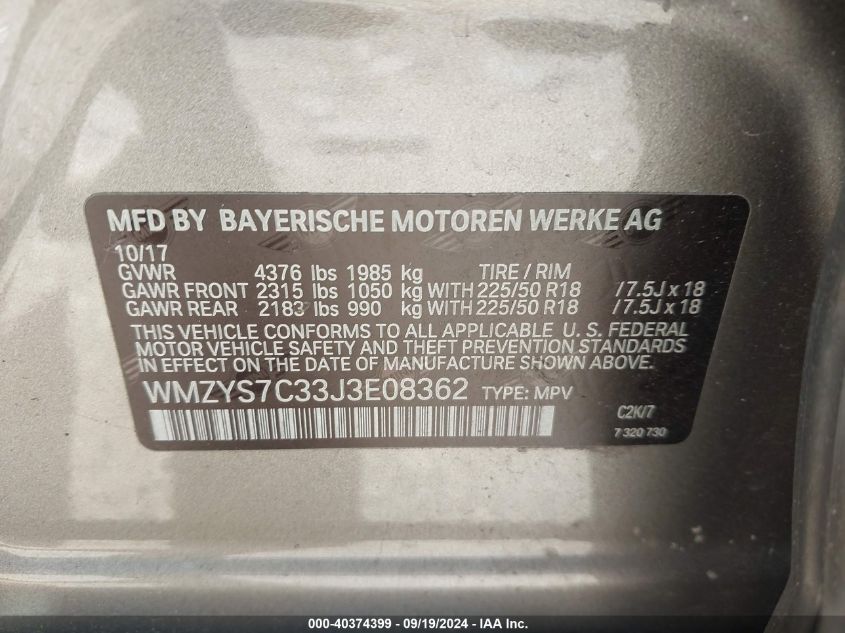 MFD BY BAYERISCHE MOTOREN WERKE AG
10/17
GVWR 4376 lbs 1985 kg TIRE / RIM
GAWR FRONT 2315 lbs 1050 kg WITH 225/50 R18 / 7.5J x 18
GAWR REAR 2183 lbs 990 kg WITH 225/50 R18 / 7.5J x 18
THIS VEHICLE CONFORMS TO ALL APPLICABLE U. S. FEDERAL
MOTOR VEHICLE SAFETY AND THEFT PREVENTION STANDARDS
IN EFFECT ON THE DATE OF MANUFACTURE SHOWN ABOVE.
WMZYS7C33J3E08362 TYPE: MPV
C2K/7
7 320 730
000-40374399 - 09/19/2024 - IAA Inc.